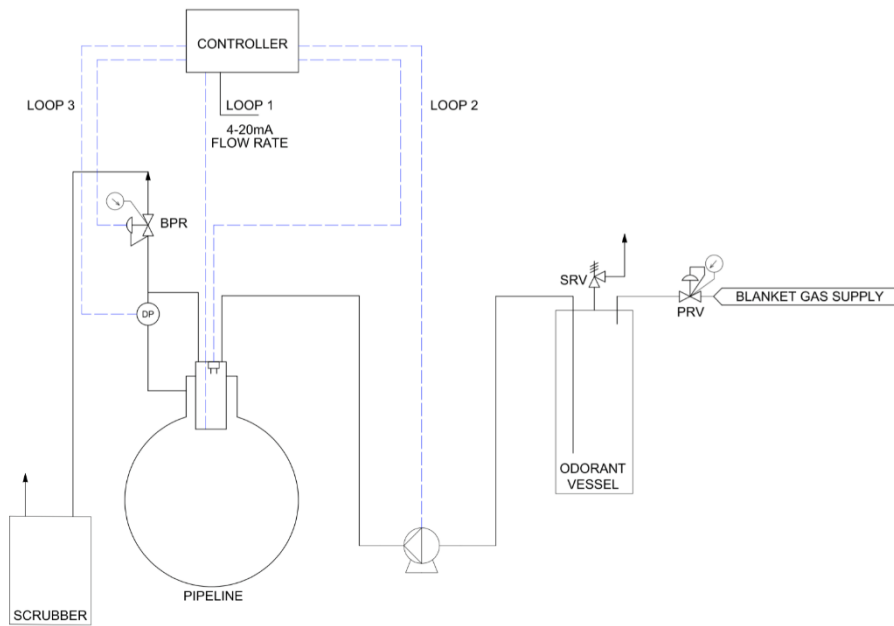 CONTROLLER
LOOP 3
LOOP 1
LOOP 2
4-20mA
FLOW RATE
BPR
SRV
BLANKET GAS SUPPLY
PRV
DP
ODORANT
VESSEL
PIPELINE
SCRUBBER